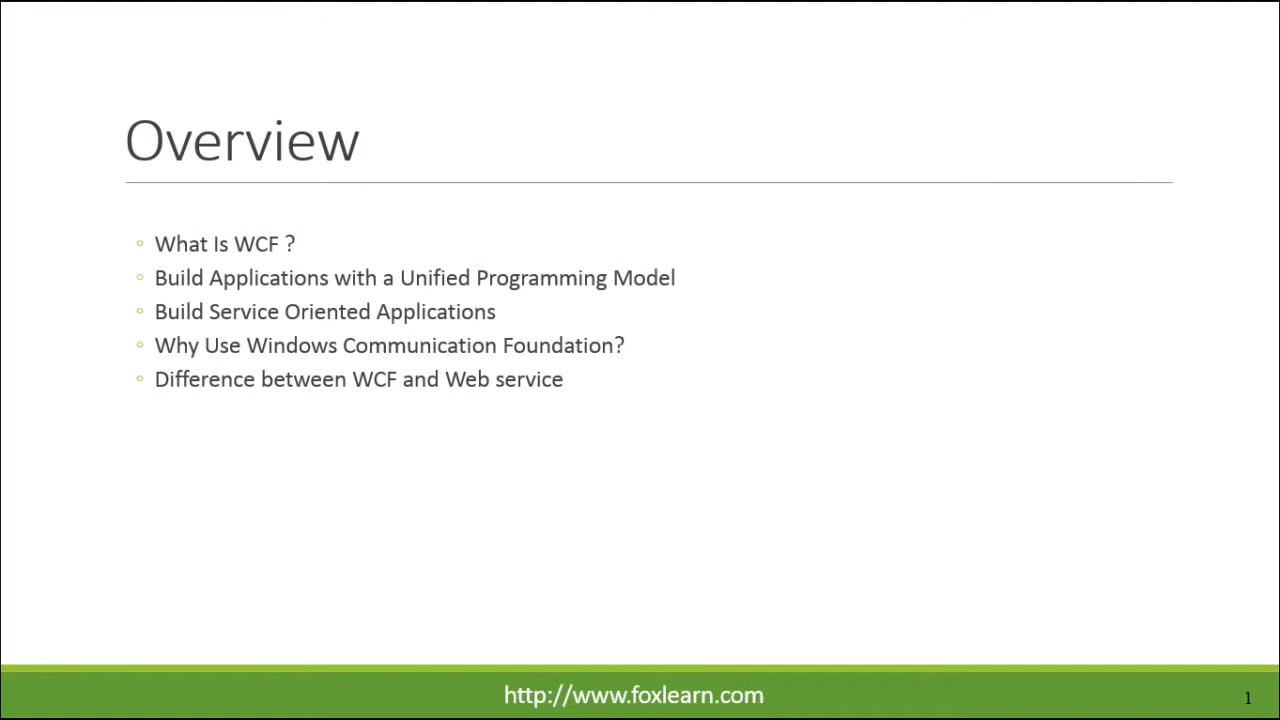 Overview
What Is WCF ?
Build Applications with a Unified Programming Model
Build Service Oriented Applications
Why Use Windows Communication Foundation?
Difference between WCF and Web service
http://www.foxlearn.com
1